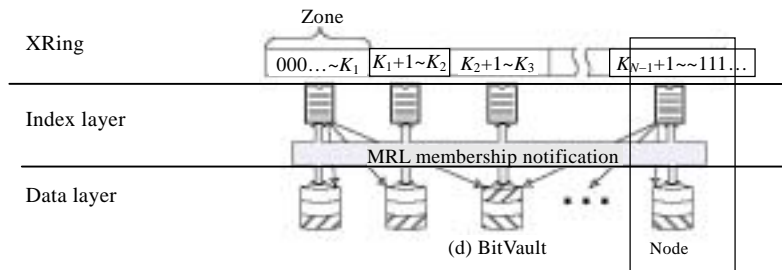 Zone
XRing
000…~K₁ K₁+1~K₂ K₂+1~K₃ K_N−1+1~~111…
Index layer
MRL membership notification
Data layer
(d) BitVault
Node